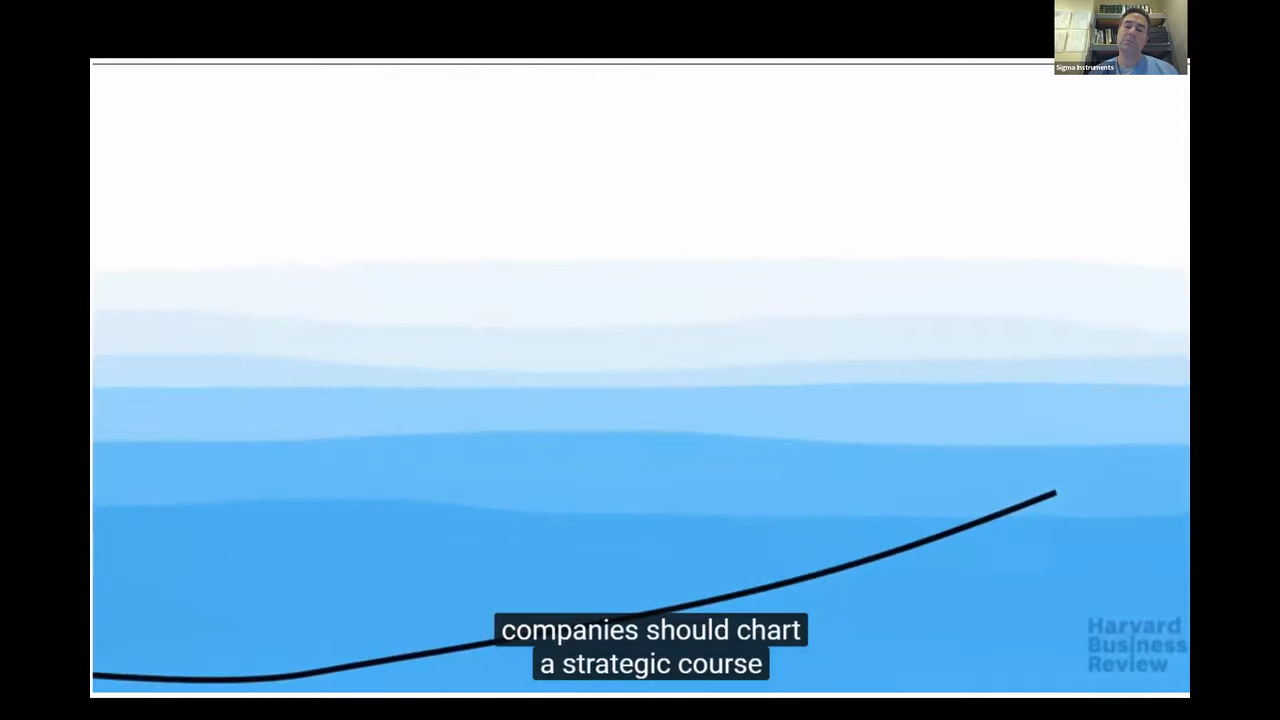 Sigma Instruments
companies should chart
a strategic course
Harvard
Business
Review